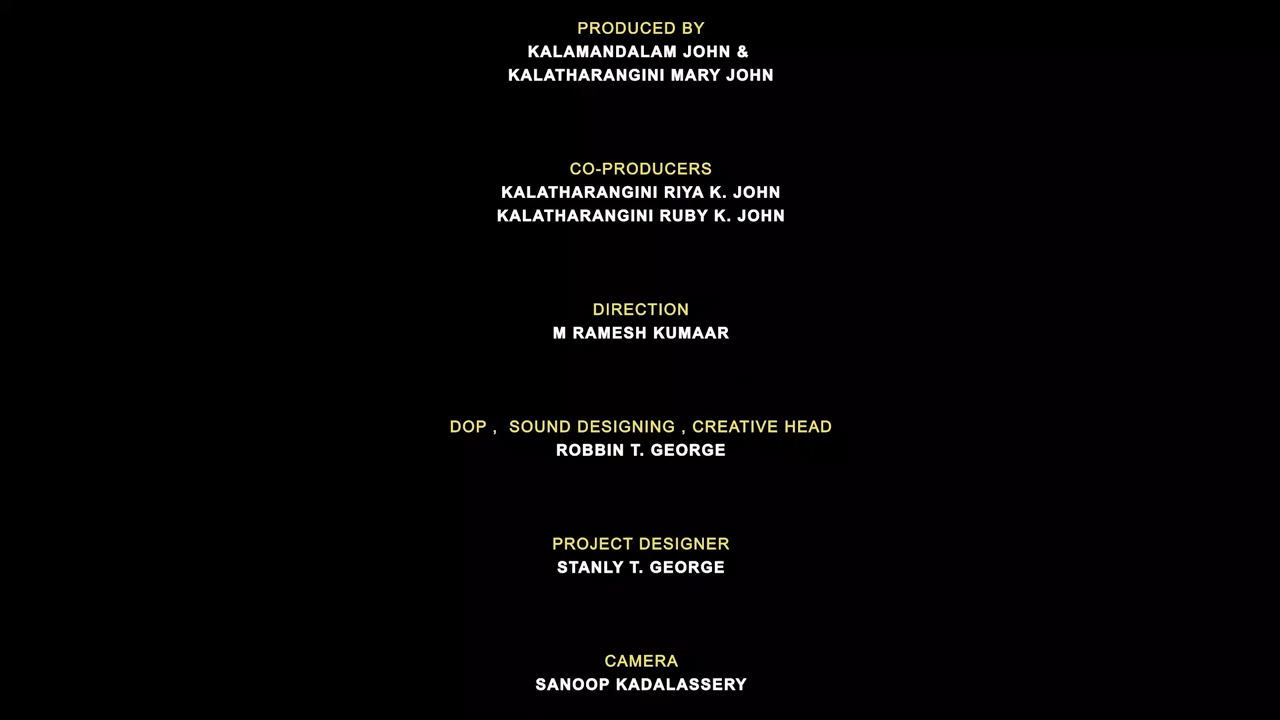 PRODUCED BY
KALAMANDALAM JOHN &
KALATHARANGINI MARY JOHN
CO-PRODUCERS
KALATHARANGINI RIYA K. JOHN
KALATHARANGINI RUBY K. JOHN
DIRECTION
M RAMESH KUMAAR
DOP ,  SOUND DESIGNING , CREATIVE HEAD
ROBBIN T. GEORGE
PROJECT DESIGNER
STANLY T. GEORGE
CAMERA
SANOOP KADALASSERY